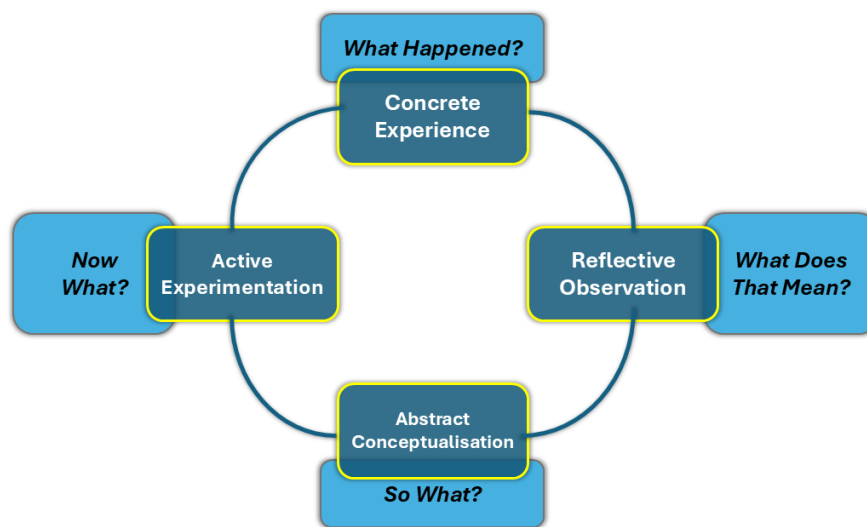 What Happened?
Concrete
Experience
Now
What?
Active
Experimentation
Reflective
Observation
What Does
That Mean?
Abstract
Conceptualisation
So What?